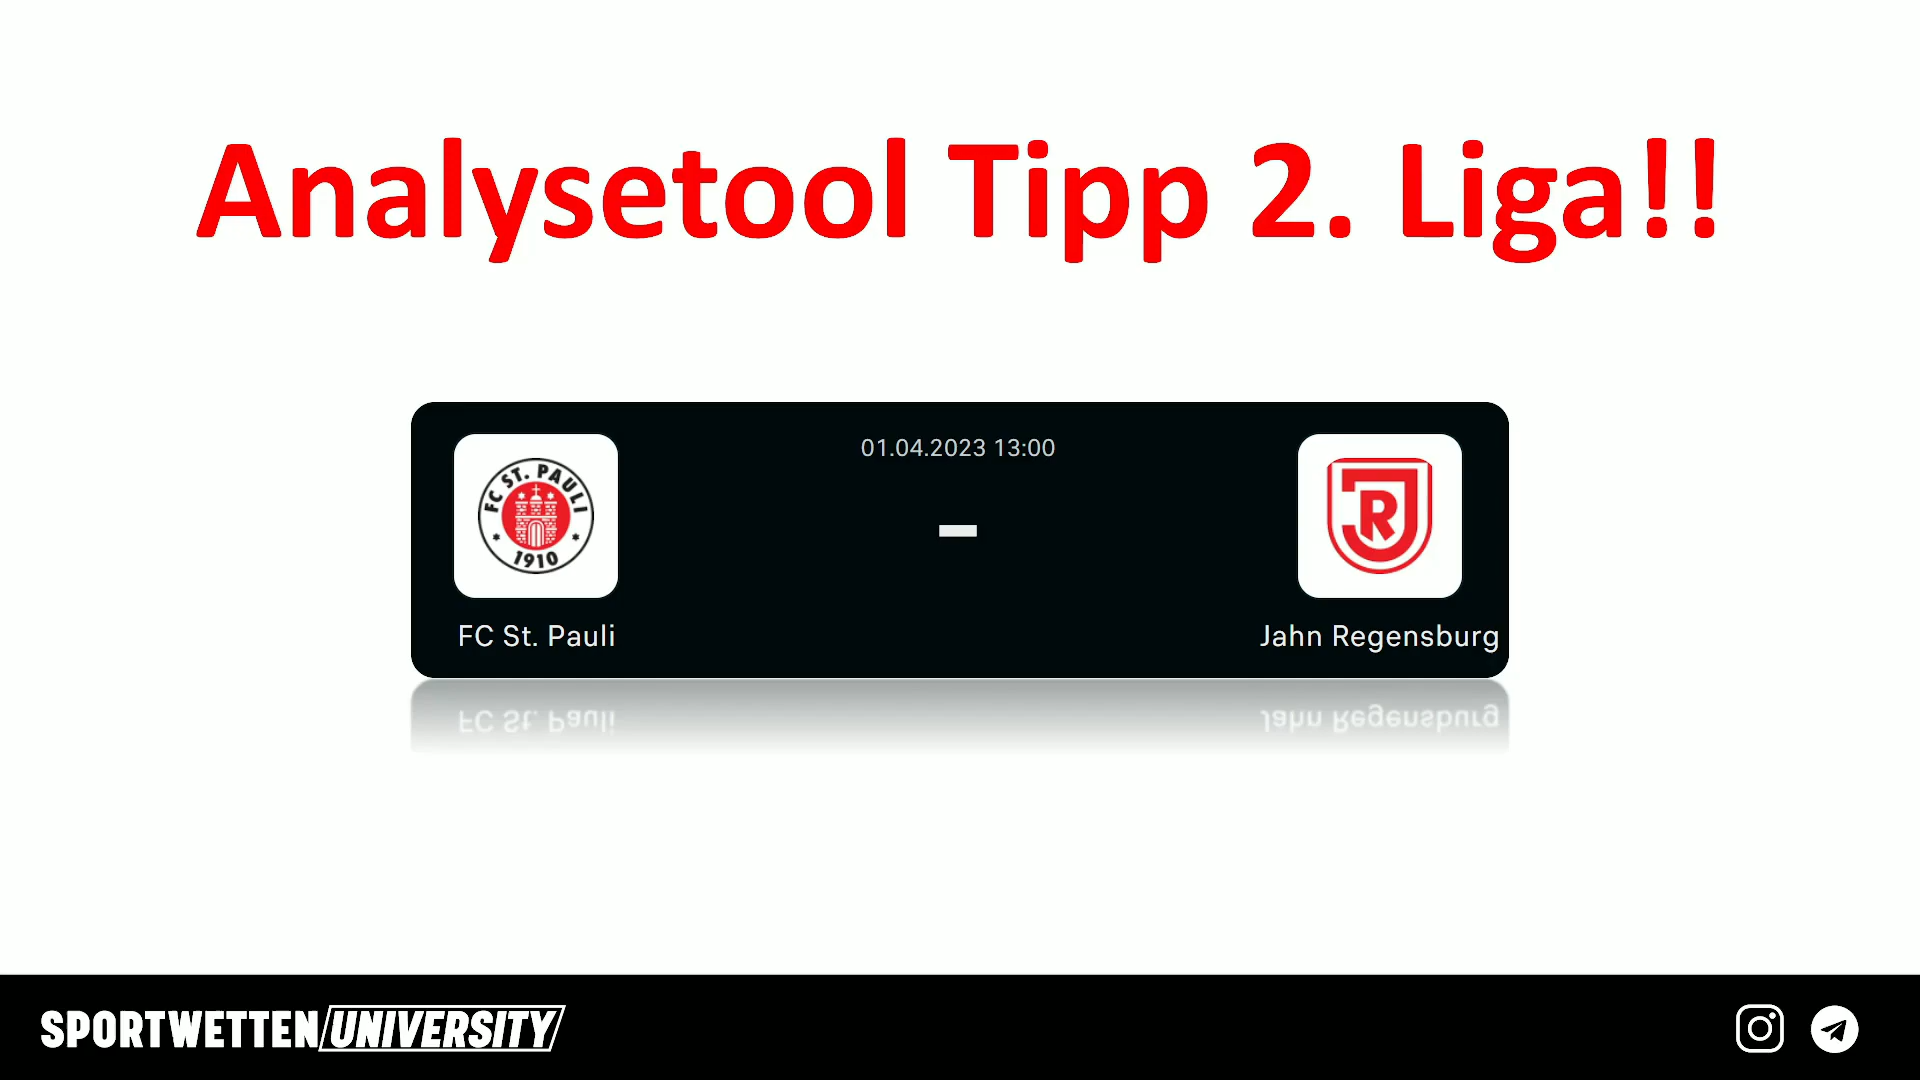 Analysetool Tipp 2. Liga!!
01.04.2023 13:00
FC ST. PAULI
1910
R
-
FC St. Pauli
Jahn Regensburg
SPORTWETTEN UNIVERSITY